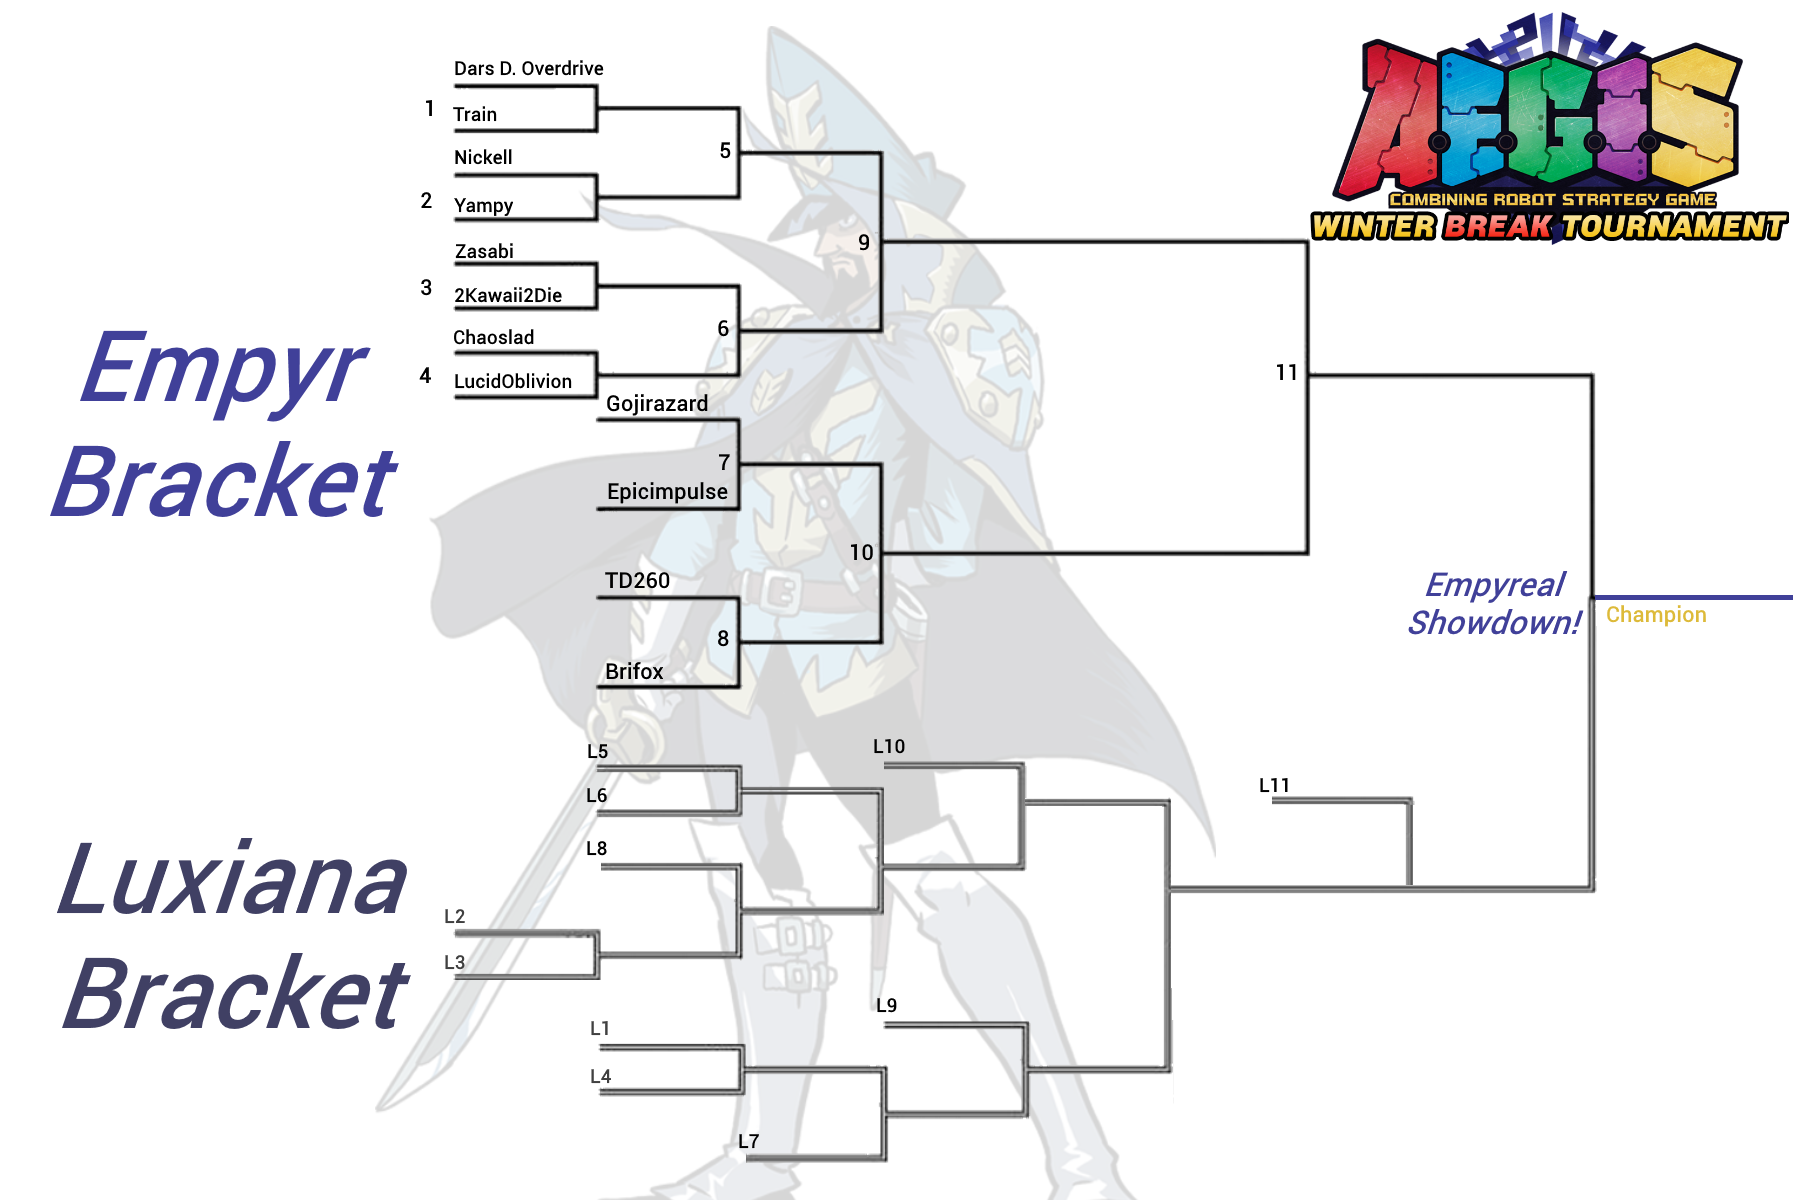 AEGIS
COMBINING ROBOT STRATEGY GAME
WINTER BREAK TOURNAMENT
Empyr
Bracket
Dars D. Overdrive
1
Train
Nickell
2
Yampy
Zasabi
3
2Kawaii2Die
Chaoslad
4
LucidOblivion
Gojirazard
Epicimpulse
TD260
Brifox
5
6
7
8
9
10
11
Empyreal
Showdown!
Champion
Luxiana
Bracket
L5
L6
L8
L2
L3
L1
L4
L7
L10
L9
L11